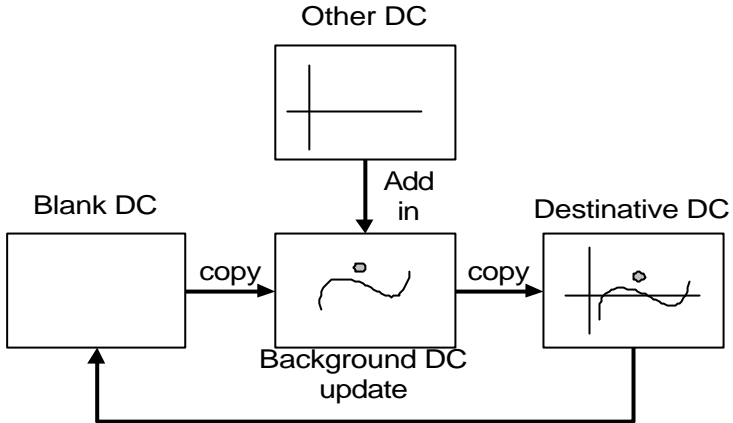 Other DC
Add
in
Blank DC
Destinative DC
copy
copy
Background DC
update